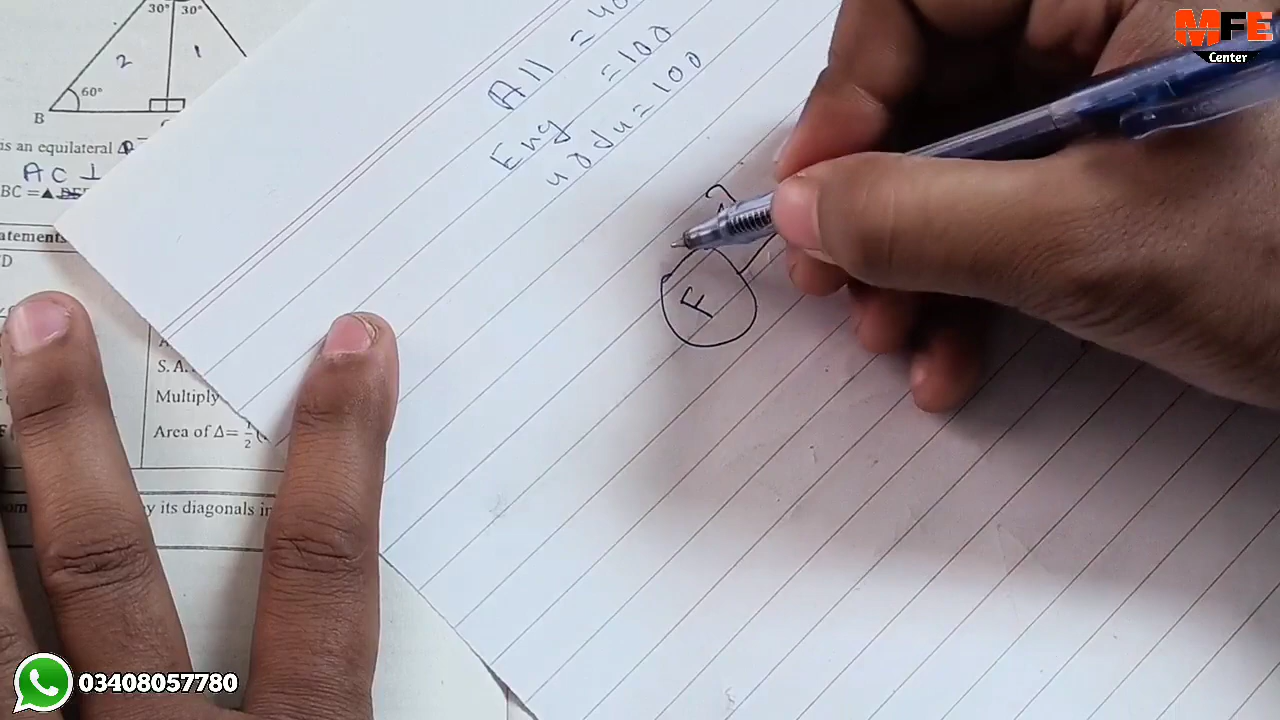 MFE
Center
30° 30°
2 1
60°
B
is an equilateral
AC⊥
BC = ▲
atements
D
S. A.
Multiply
Area of Δ= 1/2 (
y its diagonals in
All = 40
Eng = 100
urdu = 100
F
03408057780